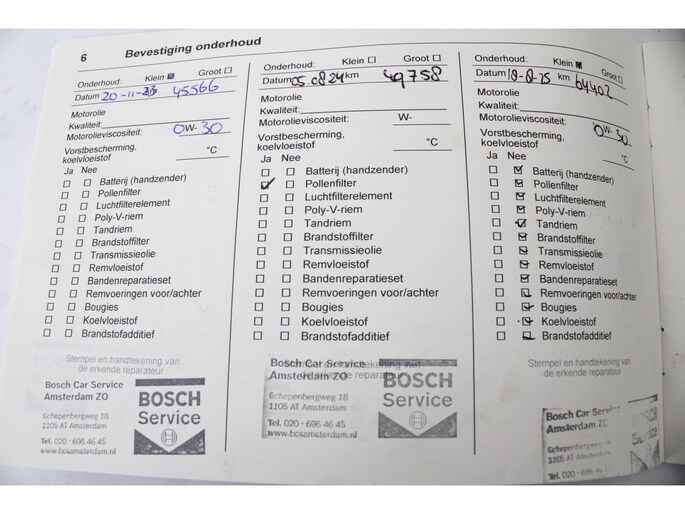 6 Bevestiging onderhoud
Onderhoud: Klein Groot
Datum 20-11-23 45566
Motorolie
Kwaliteit:
Motorolieviscositeit: 0W-30
Vorstbescherming,
koelvloeistof °C
Ja Nee
Batterij (handzender)
Pollenfilter
Luchtfilterelement
Poly-V-riem
Tandriem
Brandstoffilter
Transmissieolie
Remvloeistof
Bandenreparatieset
Remvoeringen voor/achter
Bougies
Koelvloeistof
Brandstofadditief
Stempel en handtekening van
de erkende reparateur
Bosch Car Service
Amsterdam ZO
Schepenbergweg 18
1105 AT Amsterdam
Tel. 020 - 696 46 45
www.bcsamsterdam.nl
BOSCH
Service
Onderhoud: Klein Groot
Datum 05.08 24 km 49758
Motorolie
Kwaliteit:
Motorolieviscositeit: W-
Vorstbescherming,
koelvloeistof °C
Ja Nee
Batterij (handzender)
Pollenfilter
Luchtfilterelement
Poly-V-riem
Tandriem
Brandstoffilter
Transmissieolie
Remvloeistof
Bandenreparatieset
Remvoeringen voor/achter
Bougies
Koelvloeistof
Brandstofadditief
Bosch Car Service
Amsterdam ZO
Schepenbergweg 18
1105 AT Amsterdam
Tel. 020 - 696 46 45
www.bcsamsterdam.nl
BOSCH
Service
Onderhoud: Klein Groot
Datum km 64402
Motorolie
Kwaliteit:
Motorolieviscositeit: 0W-30
Vorstbescherming,
koelvloeistof °C
Ja Nee
Batterij (handzender)
Pollenfilter
Luchtfilterelement
Poly-V-riem
Tandriem
Brandstoffilter
Transmissieolie
Remvloeistof
Bandenreparatieset
Remvoeringen voor/achter
Bougies
Koelvloeistof
Brandstofadditief
Stempel en handtekening van
de erkende reparateur
Bosch Car Service
Amsterdam ZO
Schepenbergweg 18
1105 AT Amsterdam
Tel. 020 - 696 45
Service